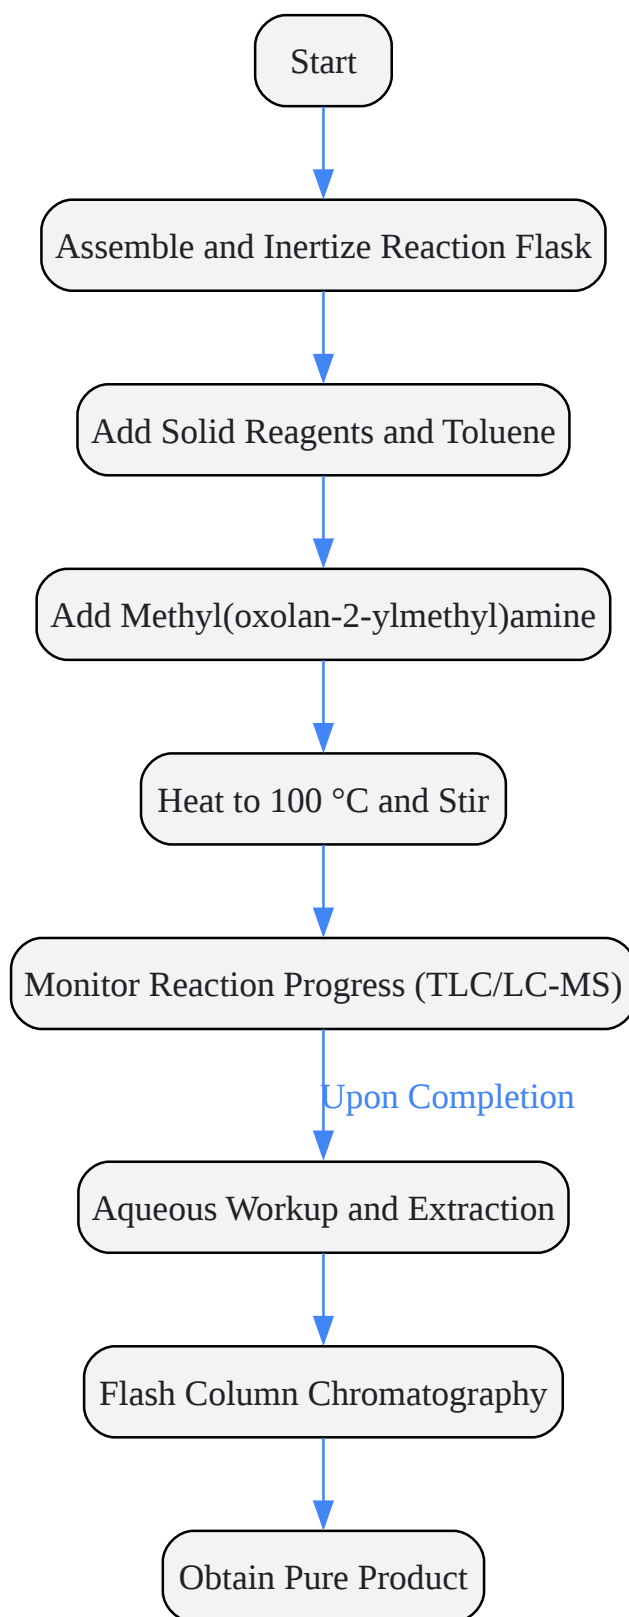 Start
Assemble and Inertize Reaction Flask
Add Solid Reagents and Toluene
Add Methyl(oxolan-2-ylmethyl)amine
Heat to 100 °C and Stir
Monitor Reaction Progress (TLC/LC-MS)
Upon Completion
Aqueous Workup and Extraction
Flash Column Chromatography
Obtain Pure Product